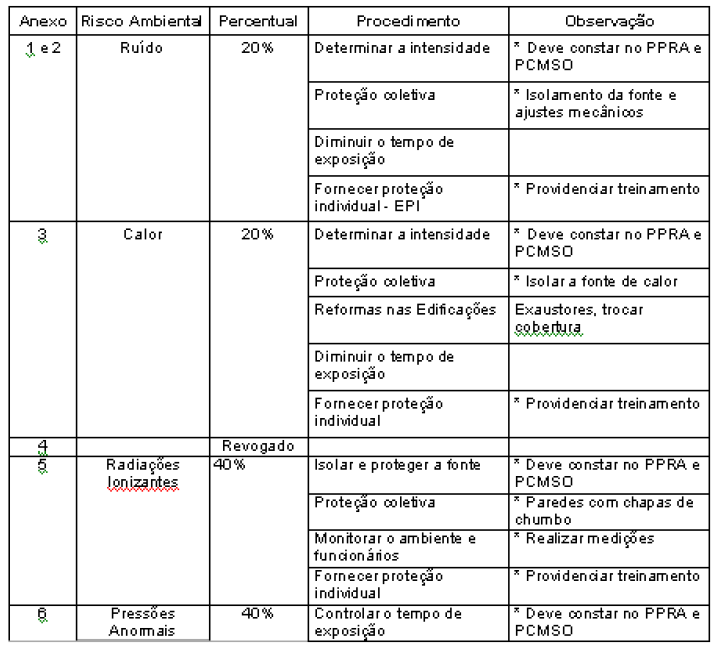 Anexo Risco Ambiental Percentual Procedimento Observação
1 e 2 Ruído 20% Determinar a intensidade * Deve constar no PPRA e
PCMSO
Proteção coletiva * Isolamento da fonte e
ajustes mecânicos
Diminuir o tempo de
exposição
Fornecer proteção * Providenciar treinamento
individual - EPI
3 Calor 20% Determinar a intensidade * Deve constar no PPRA e
PCMSO
Proteção coletiva * Isolar a fonte de calor
Reformas nas Edificações Exaustores, trocar
cobertura
Diminuir o tempo de
exposição
Fornecer proteção * Providenciar treinamento
individual
4 Revogado
5 Radiações 40% Isolar e proteger a fonte * Deve constar no PPRA e
Ionizantes PCMSO
Proteção coletiva * Paredes com chapas de
chumbo
Monitorar o ambiente e * Realizar medições
funcionários
Fornecer proteção * Providenciar treinamento
individual
6 Pressões 40% Controlar o tempo de * Deve constar no PPRA e
Anormais exposição PCMSO